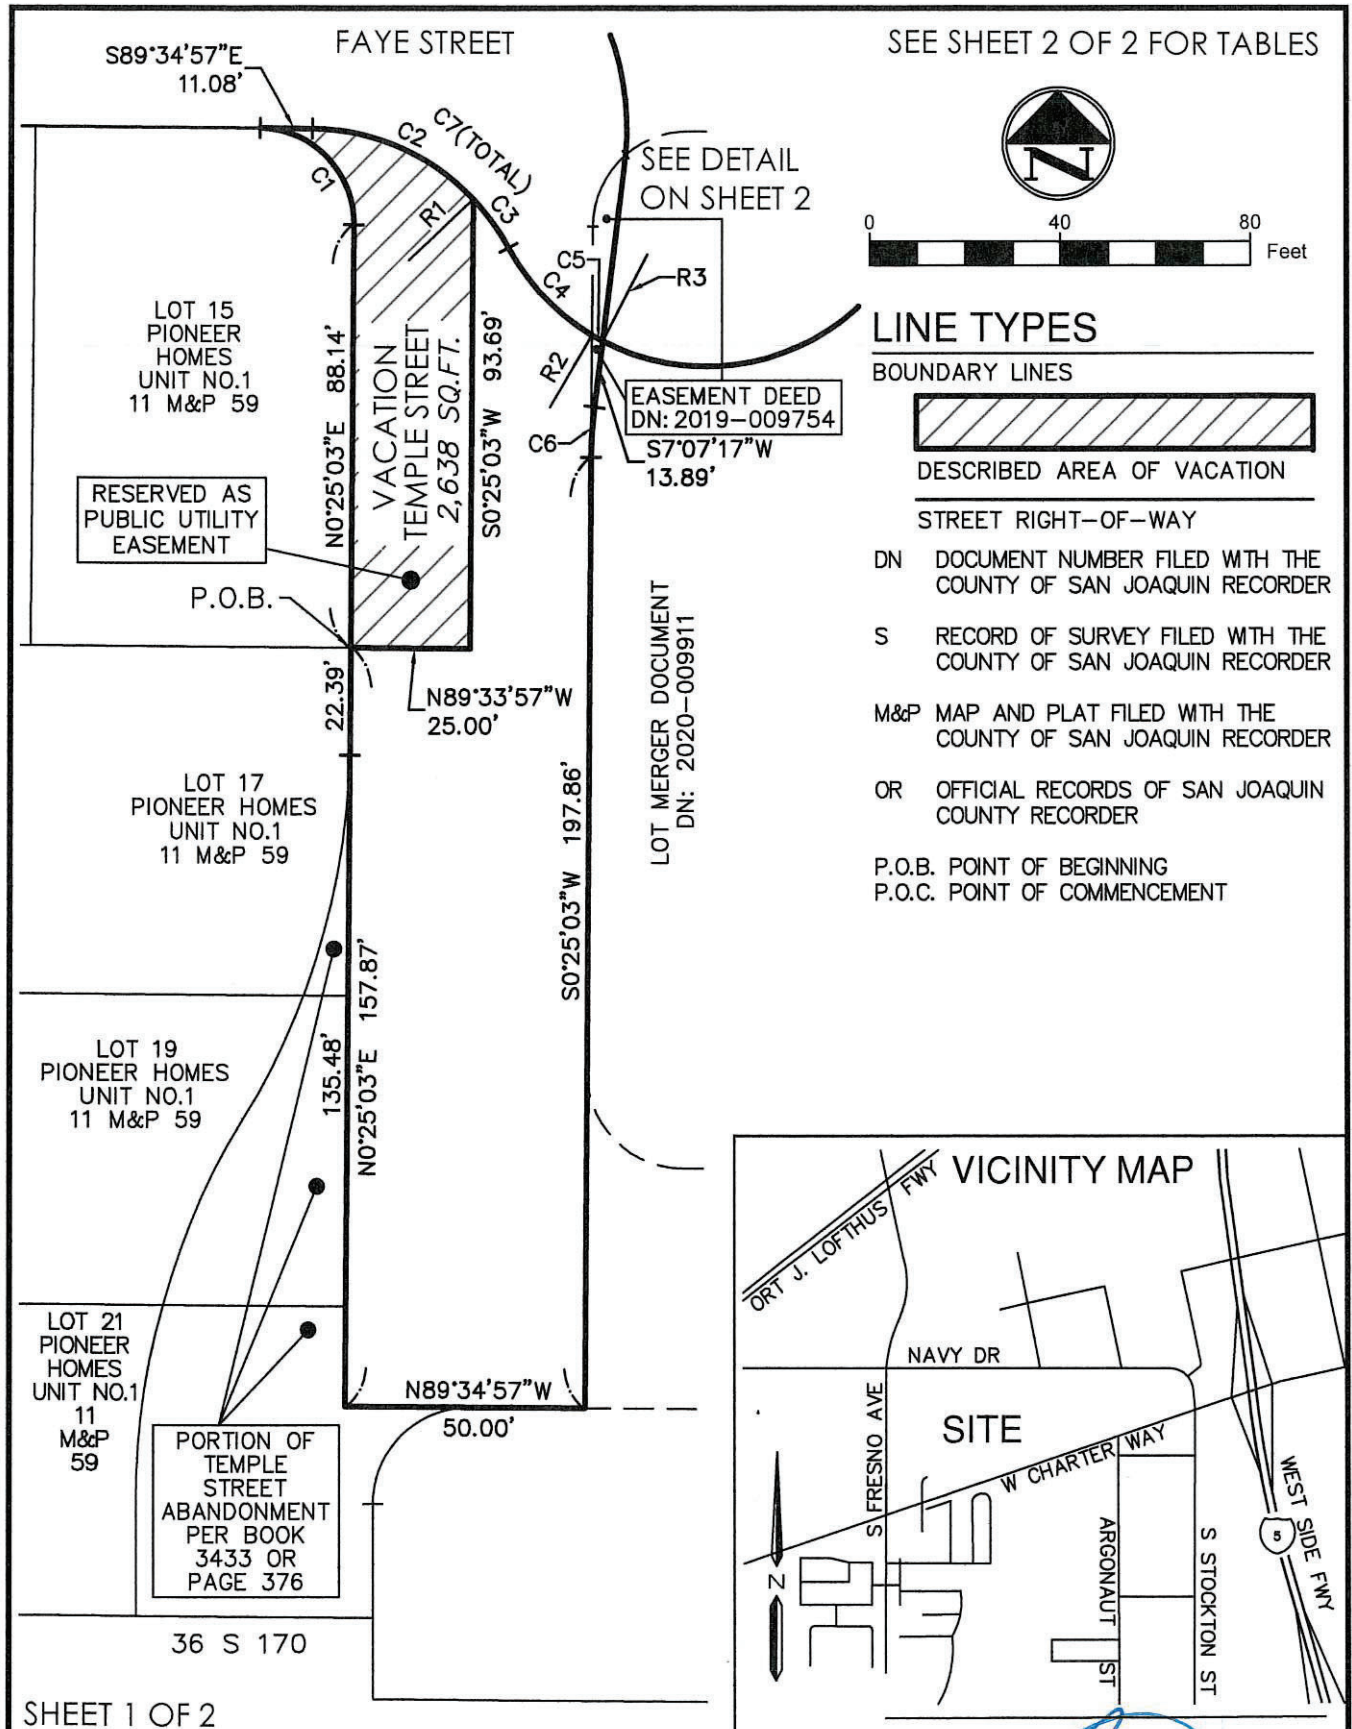 FAYE STREET
SEE SHEET 2 OF 2 FOR TABLES
S89°34'57"E
11.08'
C1
C2
C7(TOTAL)
C3
R1
C4
SEE DETAIL
ON SHEET 2
C5
R3
R2
C6
N
0 40 80
Feet
LINE TYPES
BOUNDARY LINES
DESCRIBED AREA OF VACATION
STREET RIGHT-OF-WAY
DN DOCUMENT NUMBER FILED WITH THE
COUNTY OF SAN JOAQUIN RECORDER
S RECORD OF SURVEY FILED WITH THE
COUNTY OF SAN JOAQUIN RECORDER
M&P MAP AND PLAT FILED WITH THE
COUNTY OF SAN JOAQUIN RECORDER
OR OFFICIAL RECORDS OF SAN JOAQUIN
COUNTY RECORDER
P.O.B. POINT OF BEGINNING
P.O.C. POINT OF COMMENCEMENT
LOT 15
PIONEER
HOMES
UNIT NO.1
11 M&P 59
N0°25'03"E 88.14'
VACATION
TEMPLE STREET
2,638 SQ.FT.
S0°25'03"W 93.69'
EASEMENT DEED
DN: 2019-009754
S7°07'17"W
13.89'
RESERVED AS
PUBLIC UTILITY
EASEMENT
P.O.B.
22.39'
N89°33'57"W
25.00'
LOT MERGER DOCUMENT
DN: 2020-009911
S0°25'03"W 197.86'
LOT 17
PIONEER HOMES
UNIT NO.1
11 M&P 59
135.48'
N0°25'03"E 157.87'
LOT 19
PIONEER HOMES
UNIT NO.1
11 M&P 59
LOT 21
PIONEER
HOMES
UNIT NO.1
11
M&P
59
N89°34'57"W
50.00'
PORTION OF
TEMPLE
STREET
ABANDONMENT
PER BOOK
3433 OR
PAGE 376
36 S 170
SHEET 1 OF 2
VICINITY MAP
ORT J. LOFTHUS FWY
NAVY DR
S FRESNO AVE
SITE
W CHARTER WAY
N
ARGONAUT ST
S STOCKTON ST
5
WEST SIDE FWY